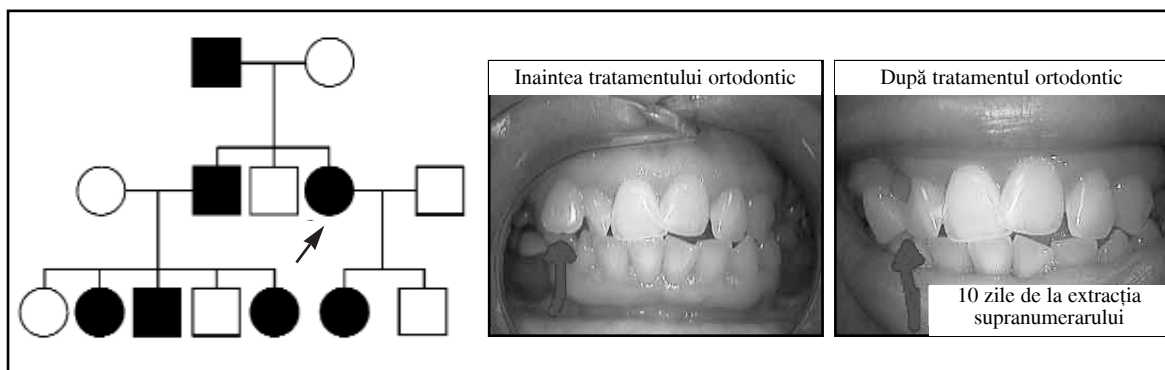 Inaintea tratamentului ortodontic
După tratamentul ortodontic
10 zile de la extracția
supranumerarului